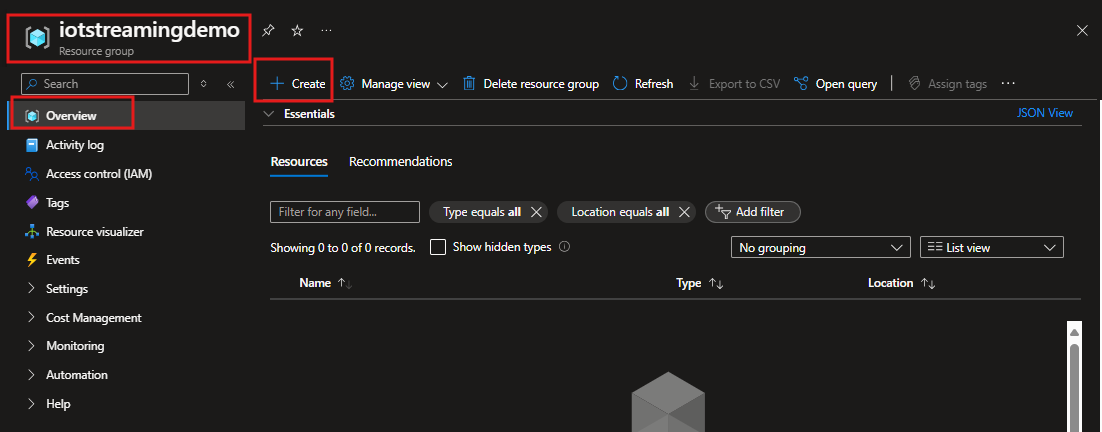 iotstreamingdemo
Resource group
Search
Overview
Activity log
Access control (IAM)
Tags
Resource visualizer
Events
Settings
Cost Management
Monitoring
Automation
Help
Create Manage view Delete resource group Refresh Export to CSV Open query Assign tags
Essentials JSON View
Resources Recommendations
Filter for any field... Type equals all Location equals all Add filter
Showing 0 to 0 of 0 records. Show hidden types No grouping List view
Name Type Location